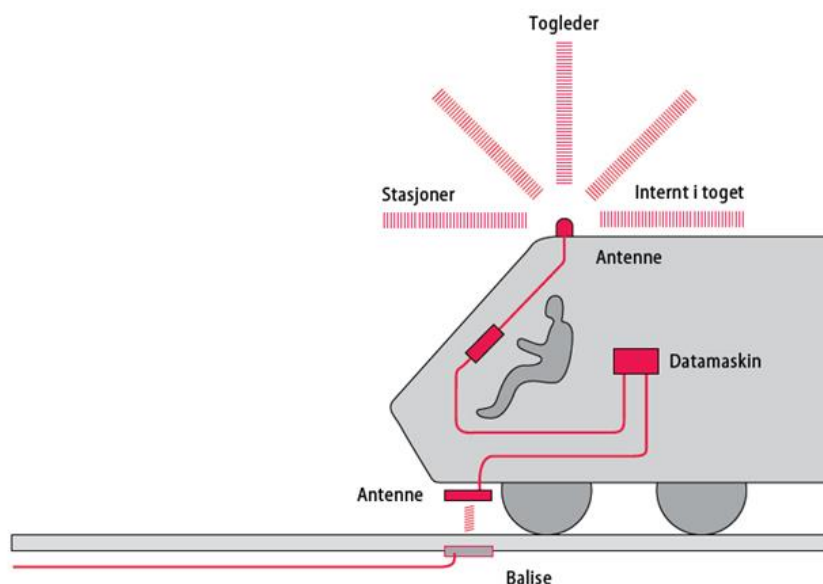 Togleder
Stasjoner
Internt i toget
Antenne
Datamaskin
Antenne
Balise